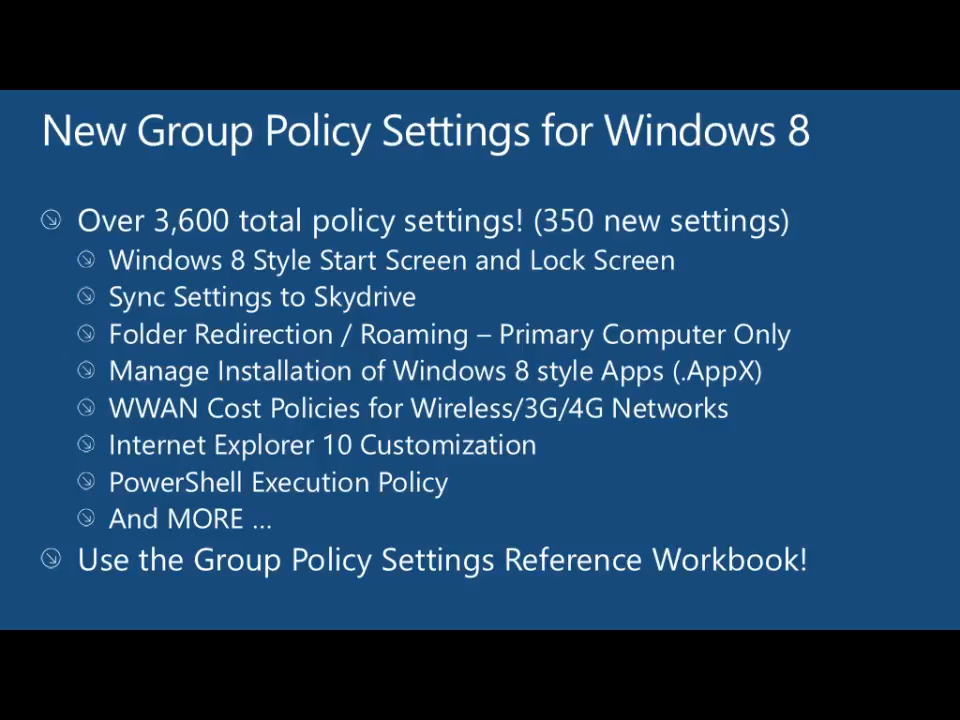 New Group Policy Settings for Windows 8
Over 3,600 total policy settings! (350 new settings)
Windows 8 Style Start Screen and Lock Screen
Sync Settings to Skydrive
Folder Redirection / Roaming – Primary Computer Only
Manage Installation of Windows 8 style Apps (.AppX)
WWAN Cost Policies for Wireless/3G/4G Networks
Internet Explorer 10 Customization
PowerShell Execution Policy
And MORE …
Use the Group Policy Settings Reference Workbook!